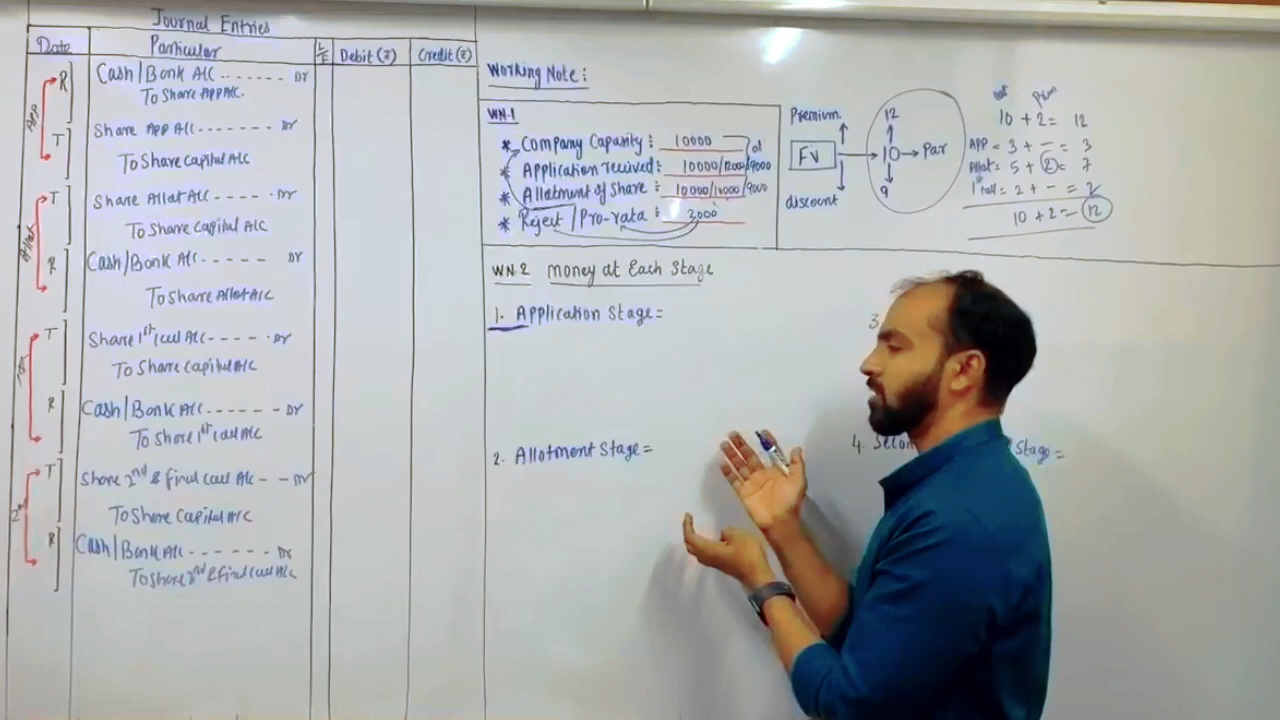 Journal Entries
Date Particular L/F Debit (₹) Credit (₹)
APP
R Cash/Bank A/C ....... Dr
To Share APP A/C.
T Share APP A/C ....... Dr
To Share Capital A/C
Allot
T Share Allot A/C ---- Dr
To Share Capital A/C
R Cash/Bank A/C ----- Dr
To Share Allot A/C
T Share 1st Call A/C ----- Dr
To Share Capital A/C
R Cash/Bank A/C ------ Dr
To Share 1st Call A/C
2nd
T Share 2nd & final call A/C - - Dr
To Share Capital A/C
R Cash/Bank A/C ------- Dr
To Share 2nd & final Call A/C
Working Note :
WN.1
* Company Capacity : 10000
* Application recived : 10000/12000/9000
* Allotment of Share : 10000/10000/9000
* Reject / Pro-rata : 2000
Premium
FV
discount
12
10 → Par
9
10 + 2 = 12
APP = 3 + - = 3
Allot = 5 + 2 = 7
1st call = 2 + - = 2
10 + 2 = 12
WN.2 money at Each Stage
1. Application Stage =
2. Allotment Stage =
3.
4. Stage =